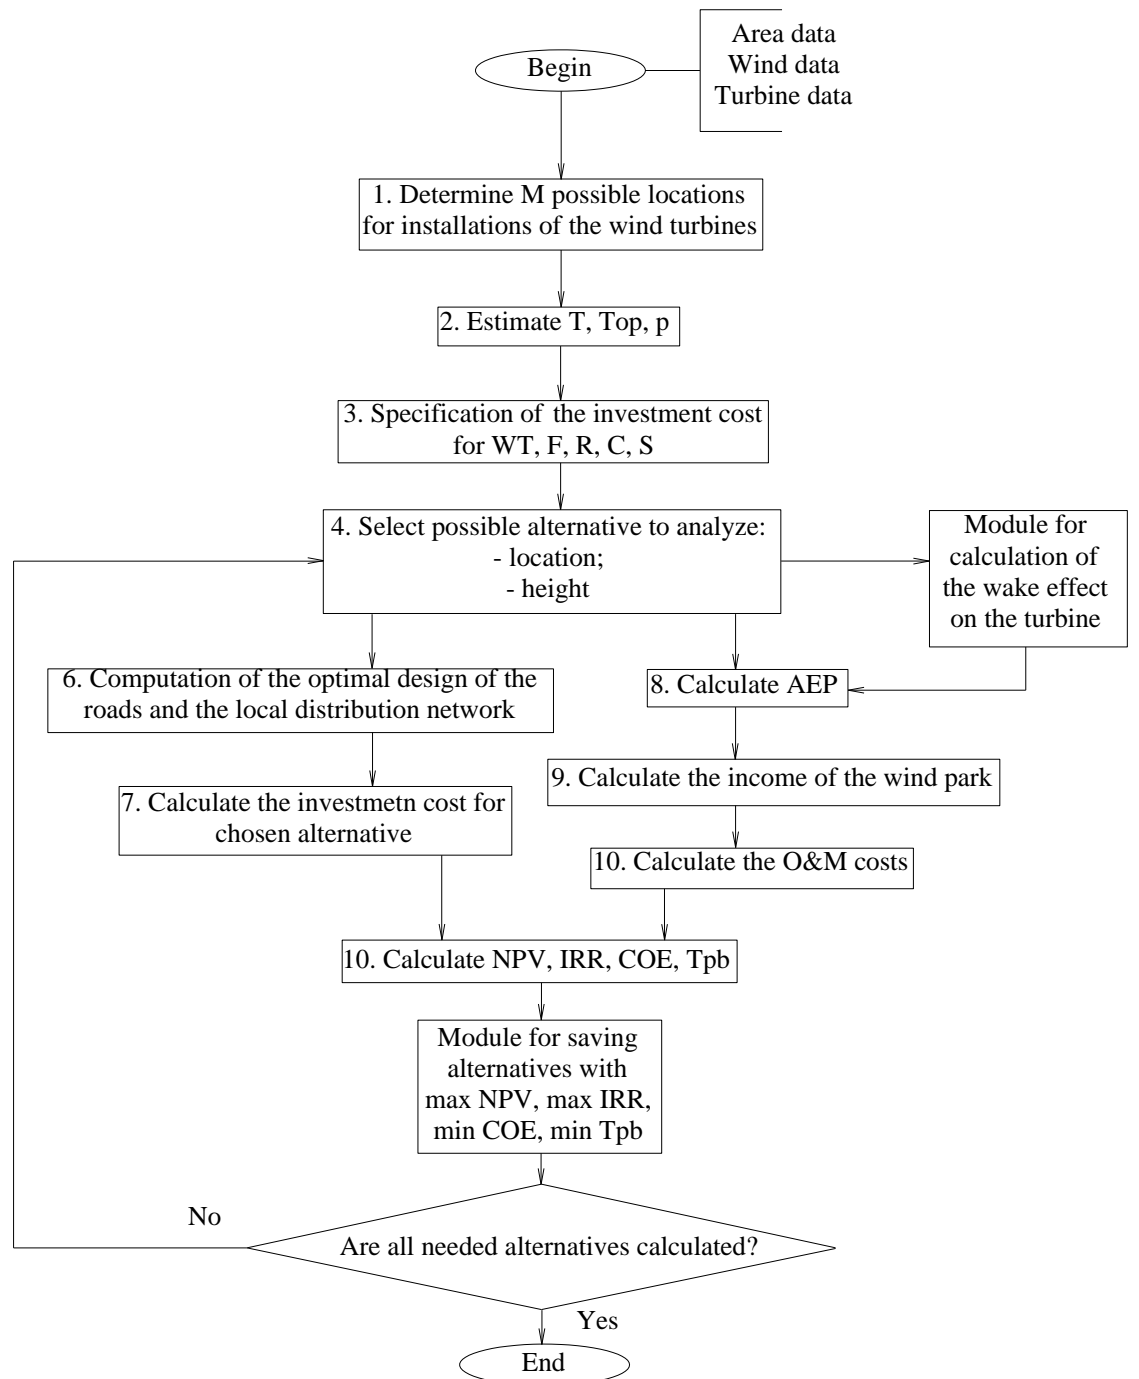 Begin
Area data
Wind data
Turbine data
1. Determine M possible locations
for installations of the wind turbines
2. Estimate T, Top, p
3. Specification of the investment cost
for WT, F, R, C, S
4. Select possible alternative to analyze:
- location;
- height
Module for
calculation of
the wake effect
on the turbine
6. Computation of the optimal design of the
roads and the local distribution network
8. Calculate AEP
7. Calculate the investmetn cost for
chosen alternative
9. Calculate the income of the wind park
10. Calculate the O&M costs
10. Calculate NPV, IRR, COE, Tpb
Module for saving
alternatives with
max NPV, max IRR,
min COE, min Tpb
No
Are all needed alternatives calculated?
Yes
End